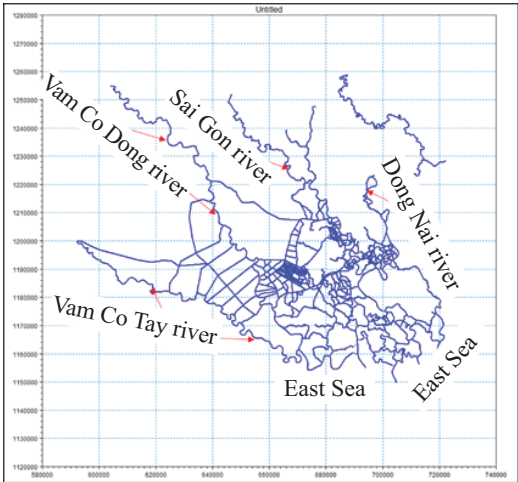 Untitled
1280000
1270000
1260000
1250000
1240000
1230000
1220000
1210000
1200000
1190000
1180000
1170000
1160000
1150000
1140000
1130000
1120000
Vam Co Dong river
Sai Gon river
Dong Nai river
Vam Co Tay river
East Sea
East Sea
580000 600000 620000 640000 660000 680000 700000 720000 740000